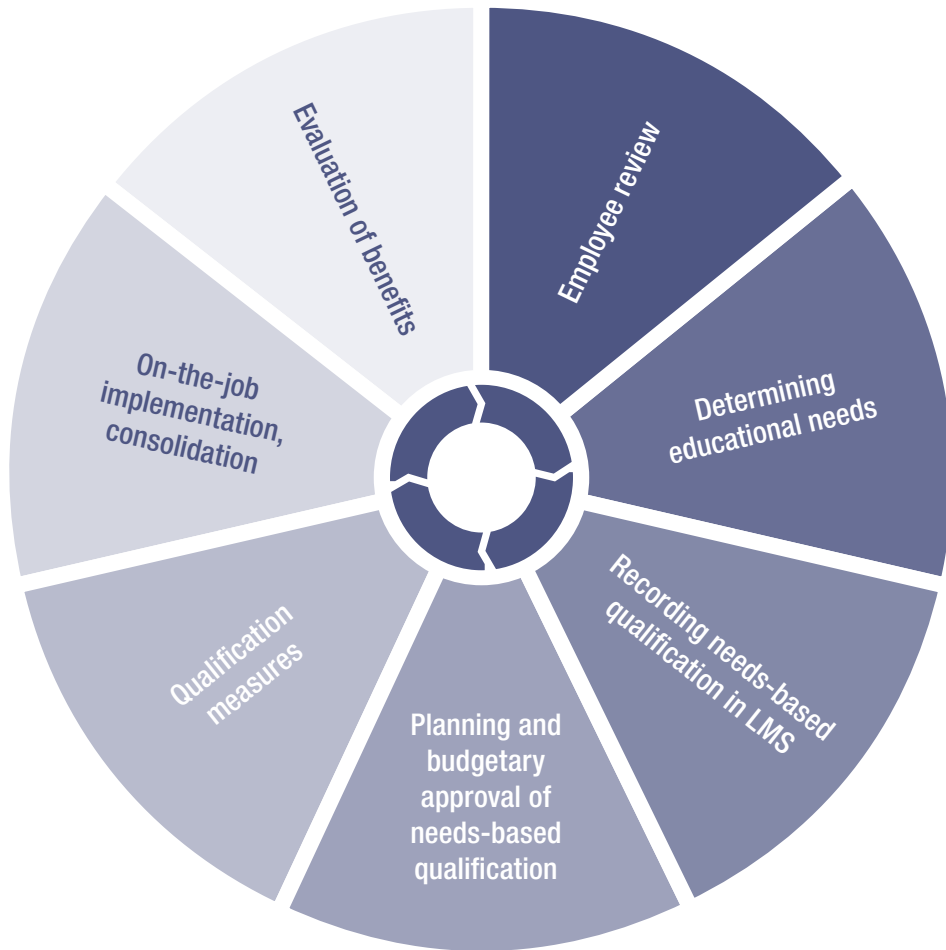 Employee review
Determining
educational needs
Recording needs-based
qualification in LMS
Planning and
budgetary
approval of
needs-based
qualification
Qualification
measures
On-the-job
implementation,
consolidation
Evaluation of benefits